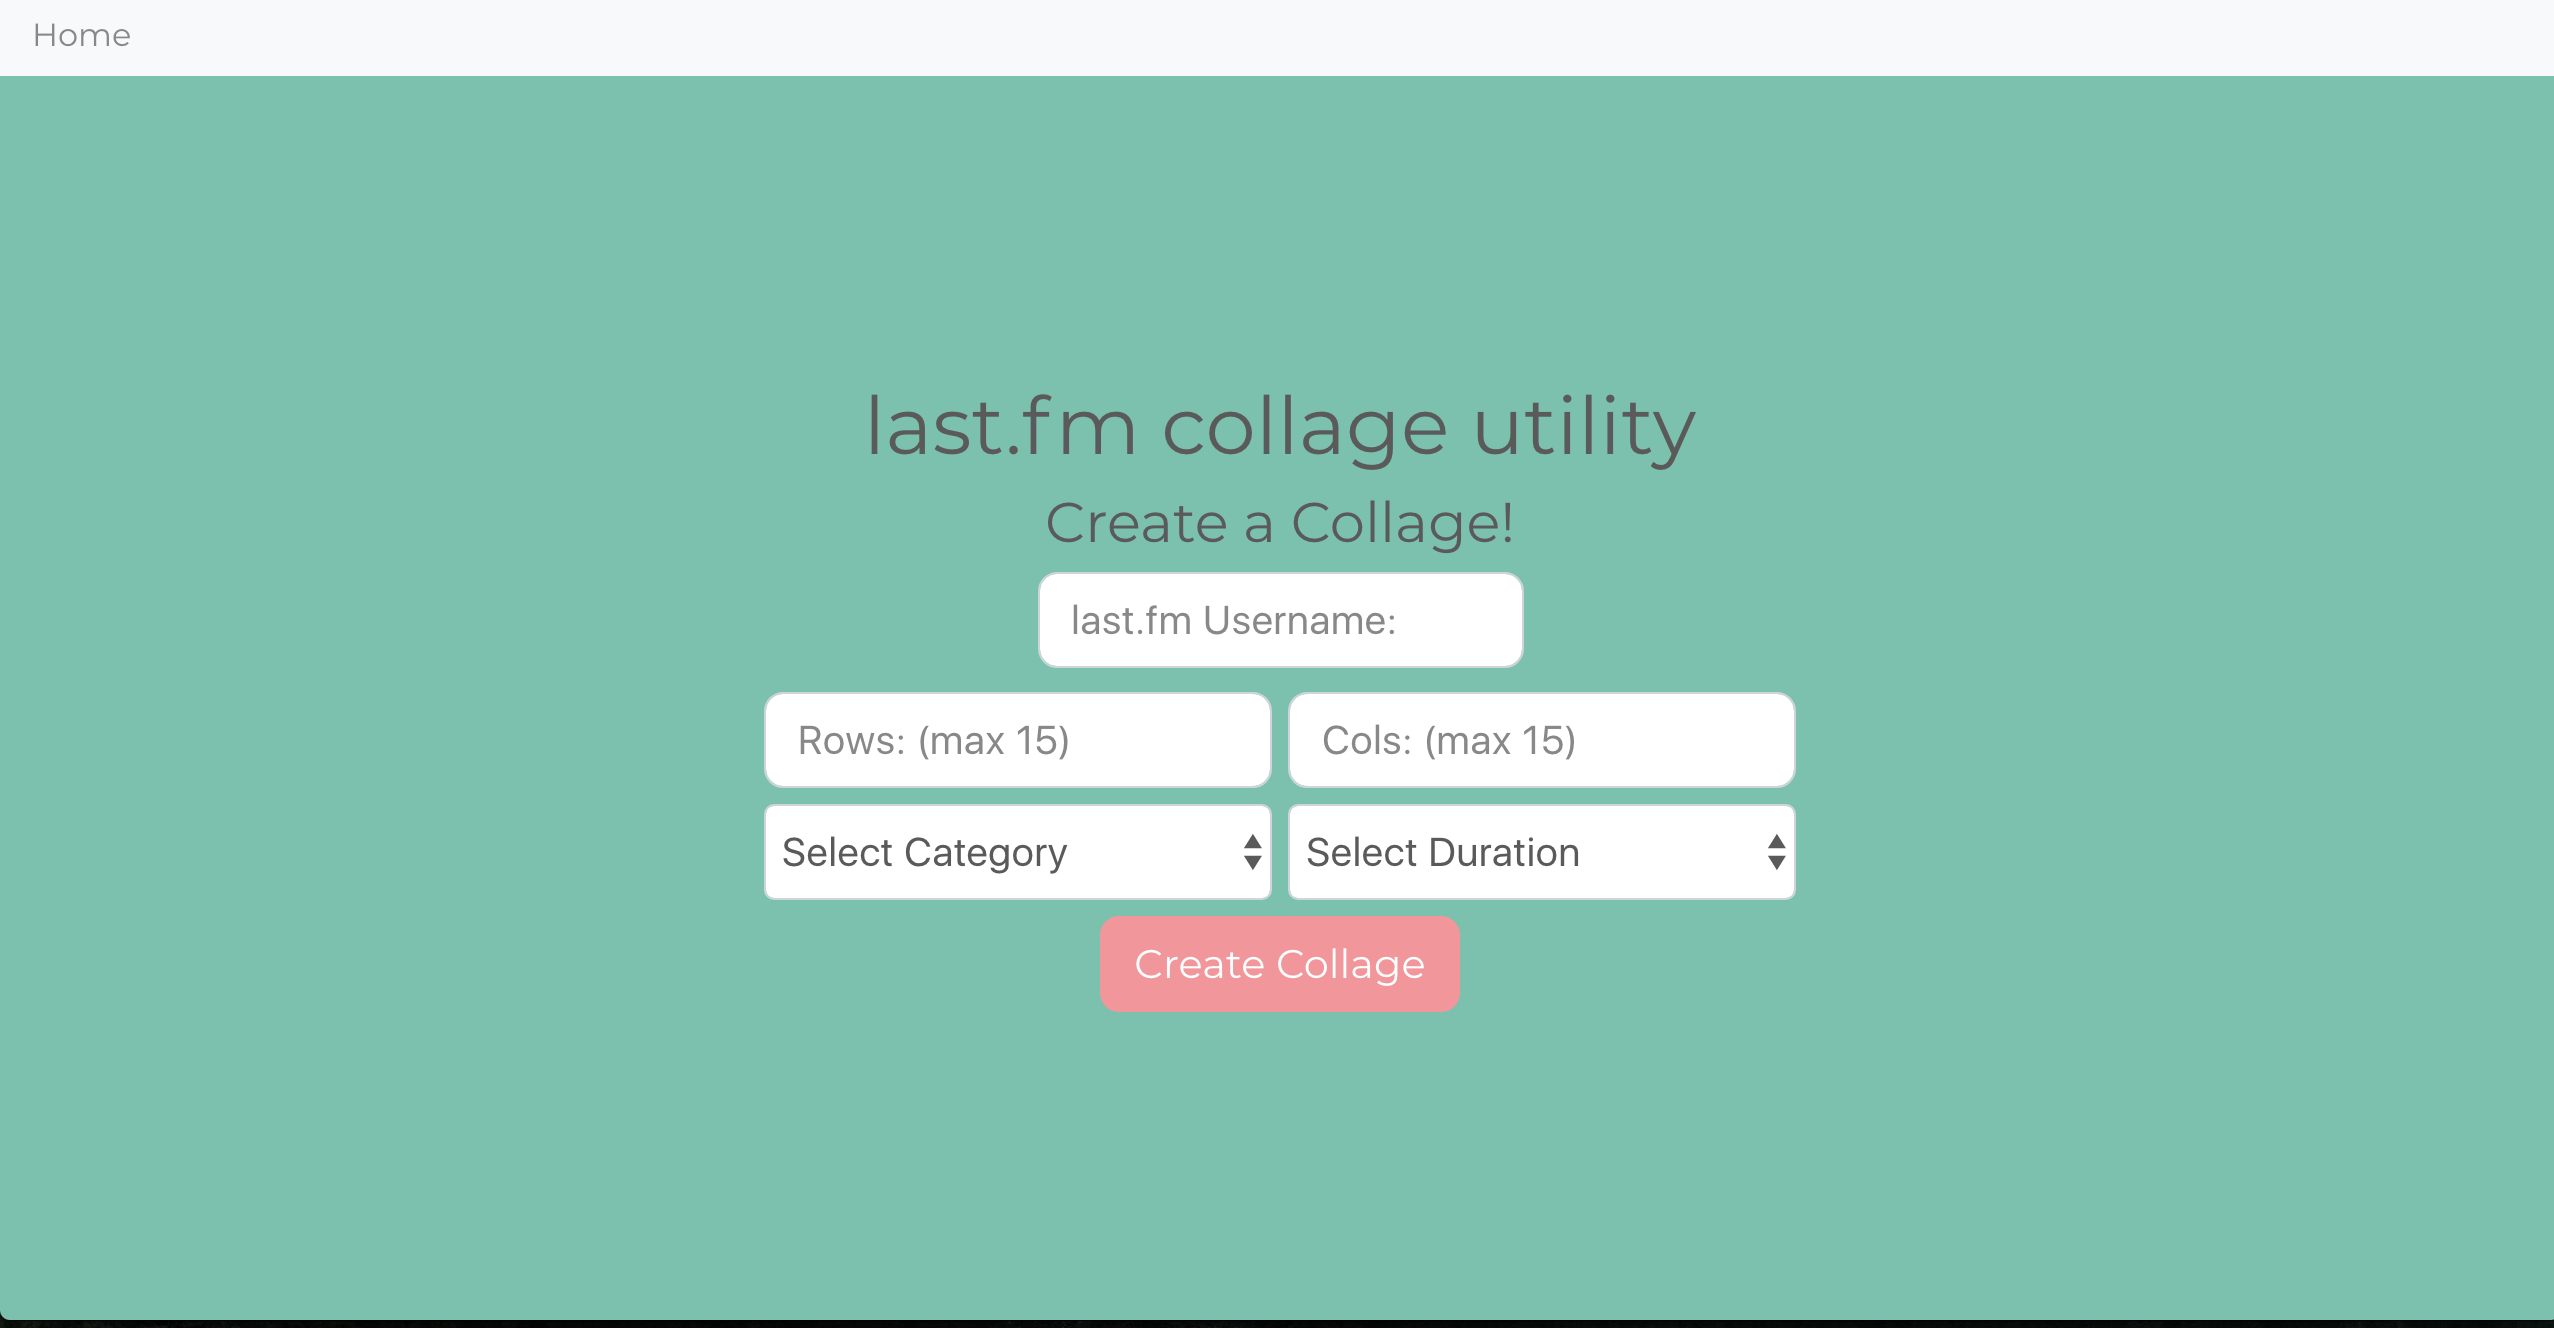 Home
last.fm collage utility
Create a Collage!
last.fm Username:
Rows: (max 15) Cols: (max 15)
Select Category Select Duration
Create Collage